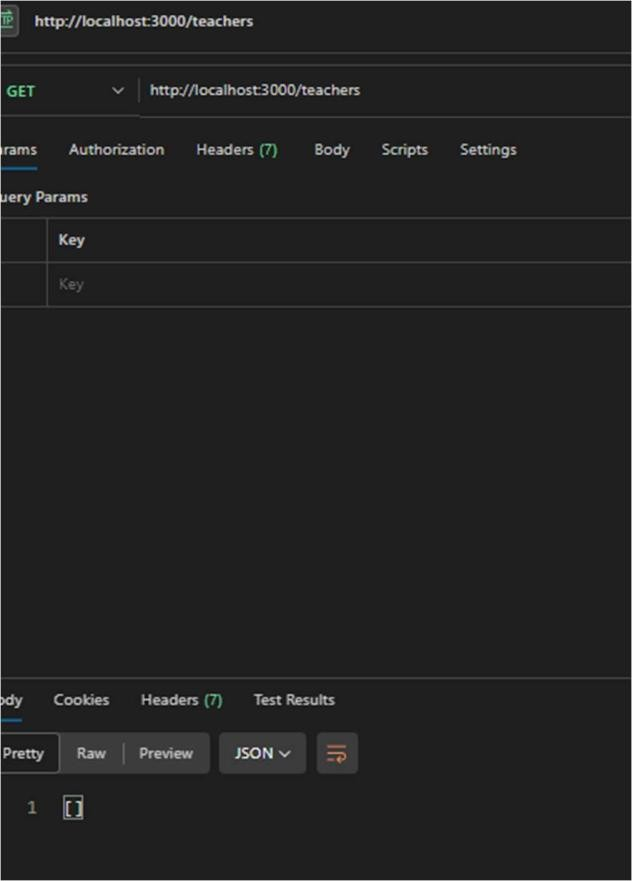 http://localhost:3000/teachers
GET http://localhost:3000/teachers
rams Authorization Headers (7) Body Scripts Settings
uery Params
Key
Key
ody Cookies Headers (7) Test Results
Pretty Raw Preview JSON
1 []